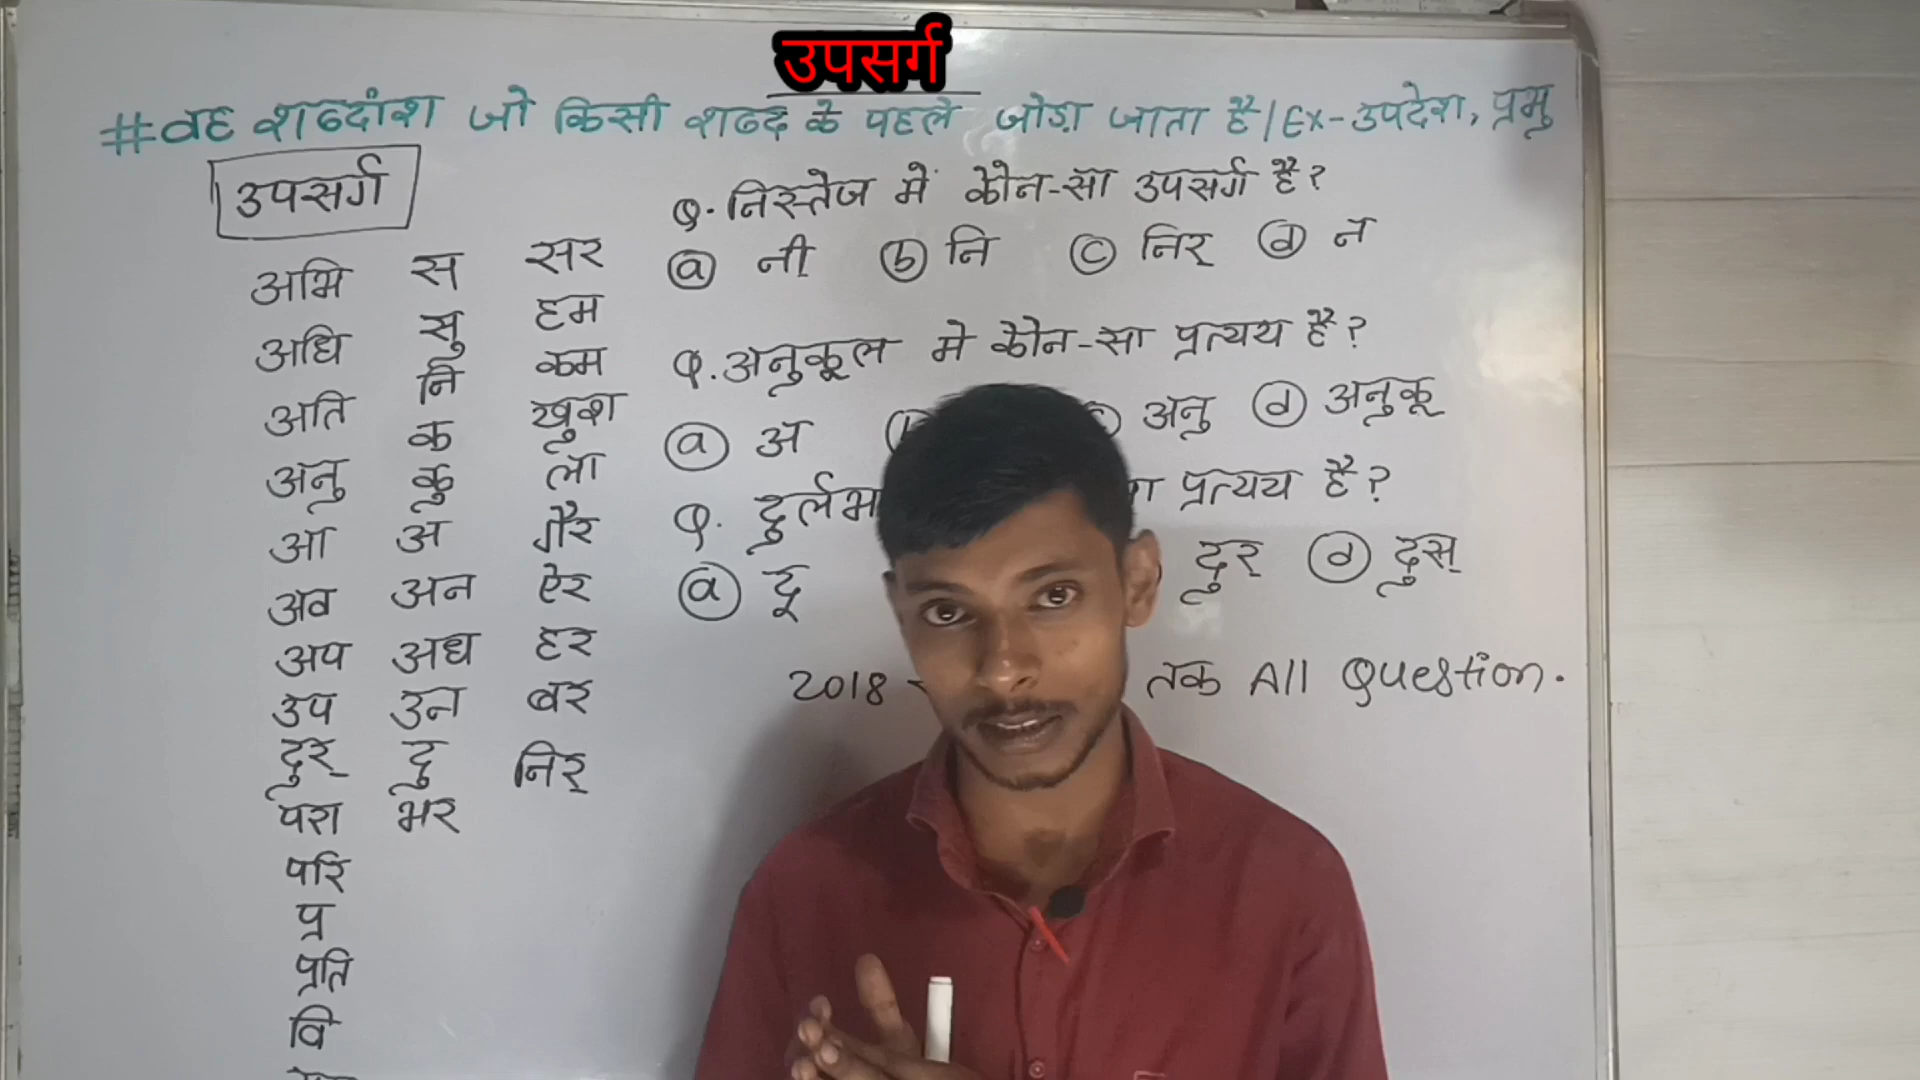 उपसर्ग
#वह शब्दांश जो किसी शब्द के पहले जोड़ा जाता है। Ex-उपदेश, प्रभु
उपसर्ग
Q. निस्तेज में कौन-सा उपसर्ग है?
ⓐ नी ⓑ नि ⓒ निर् ⓓ न
Q. अनुकूल मे कौन-सा प्रत्यय है?
ⓐ अ अनु ⓓ अनुकू
Q. दुर्लभ प्रत्यय है?
ⓐ दू दुर् ⓓ दुस्
2018 - तक All Question.
अभि स सर
अधि सु हम
अति नि कम
अनु क खुश
आ कु ला
अव अ गैर
अप अन ऐर
उप अध हर
दुर् उन बर
परा दु निर्
परि भर
प्र
प्रति
वि